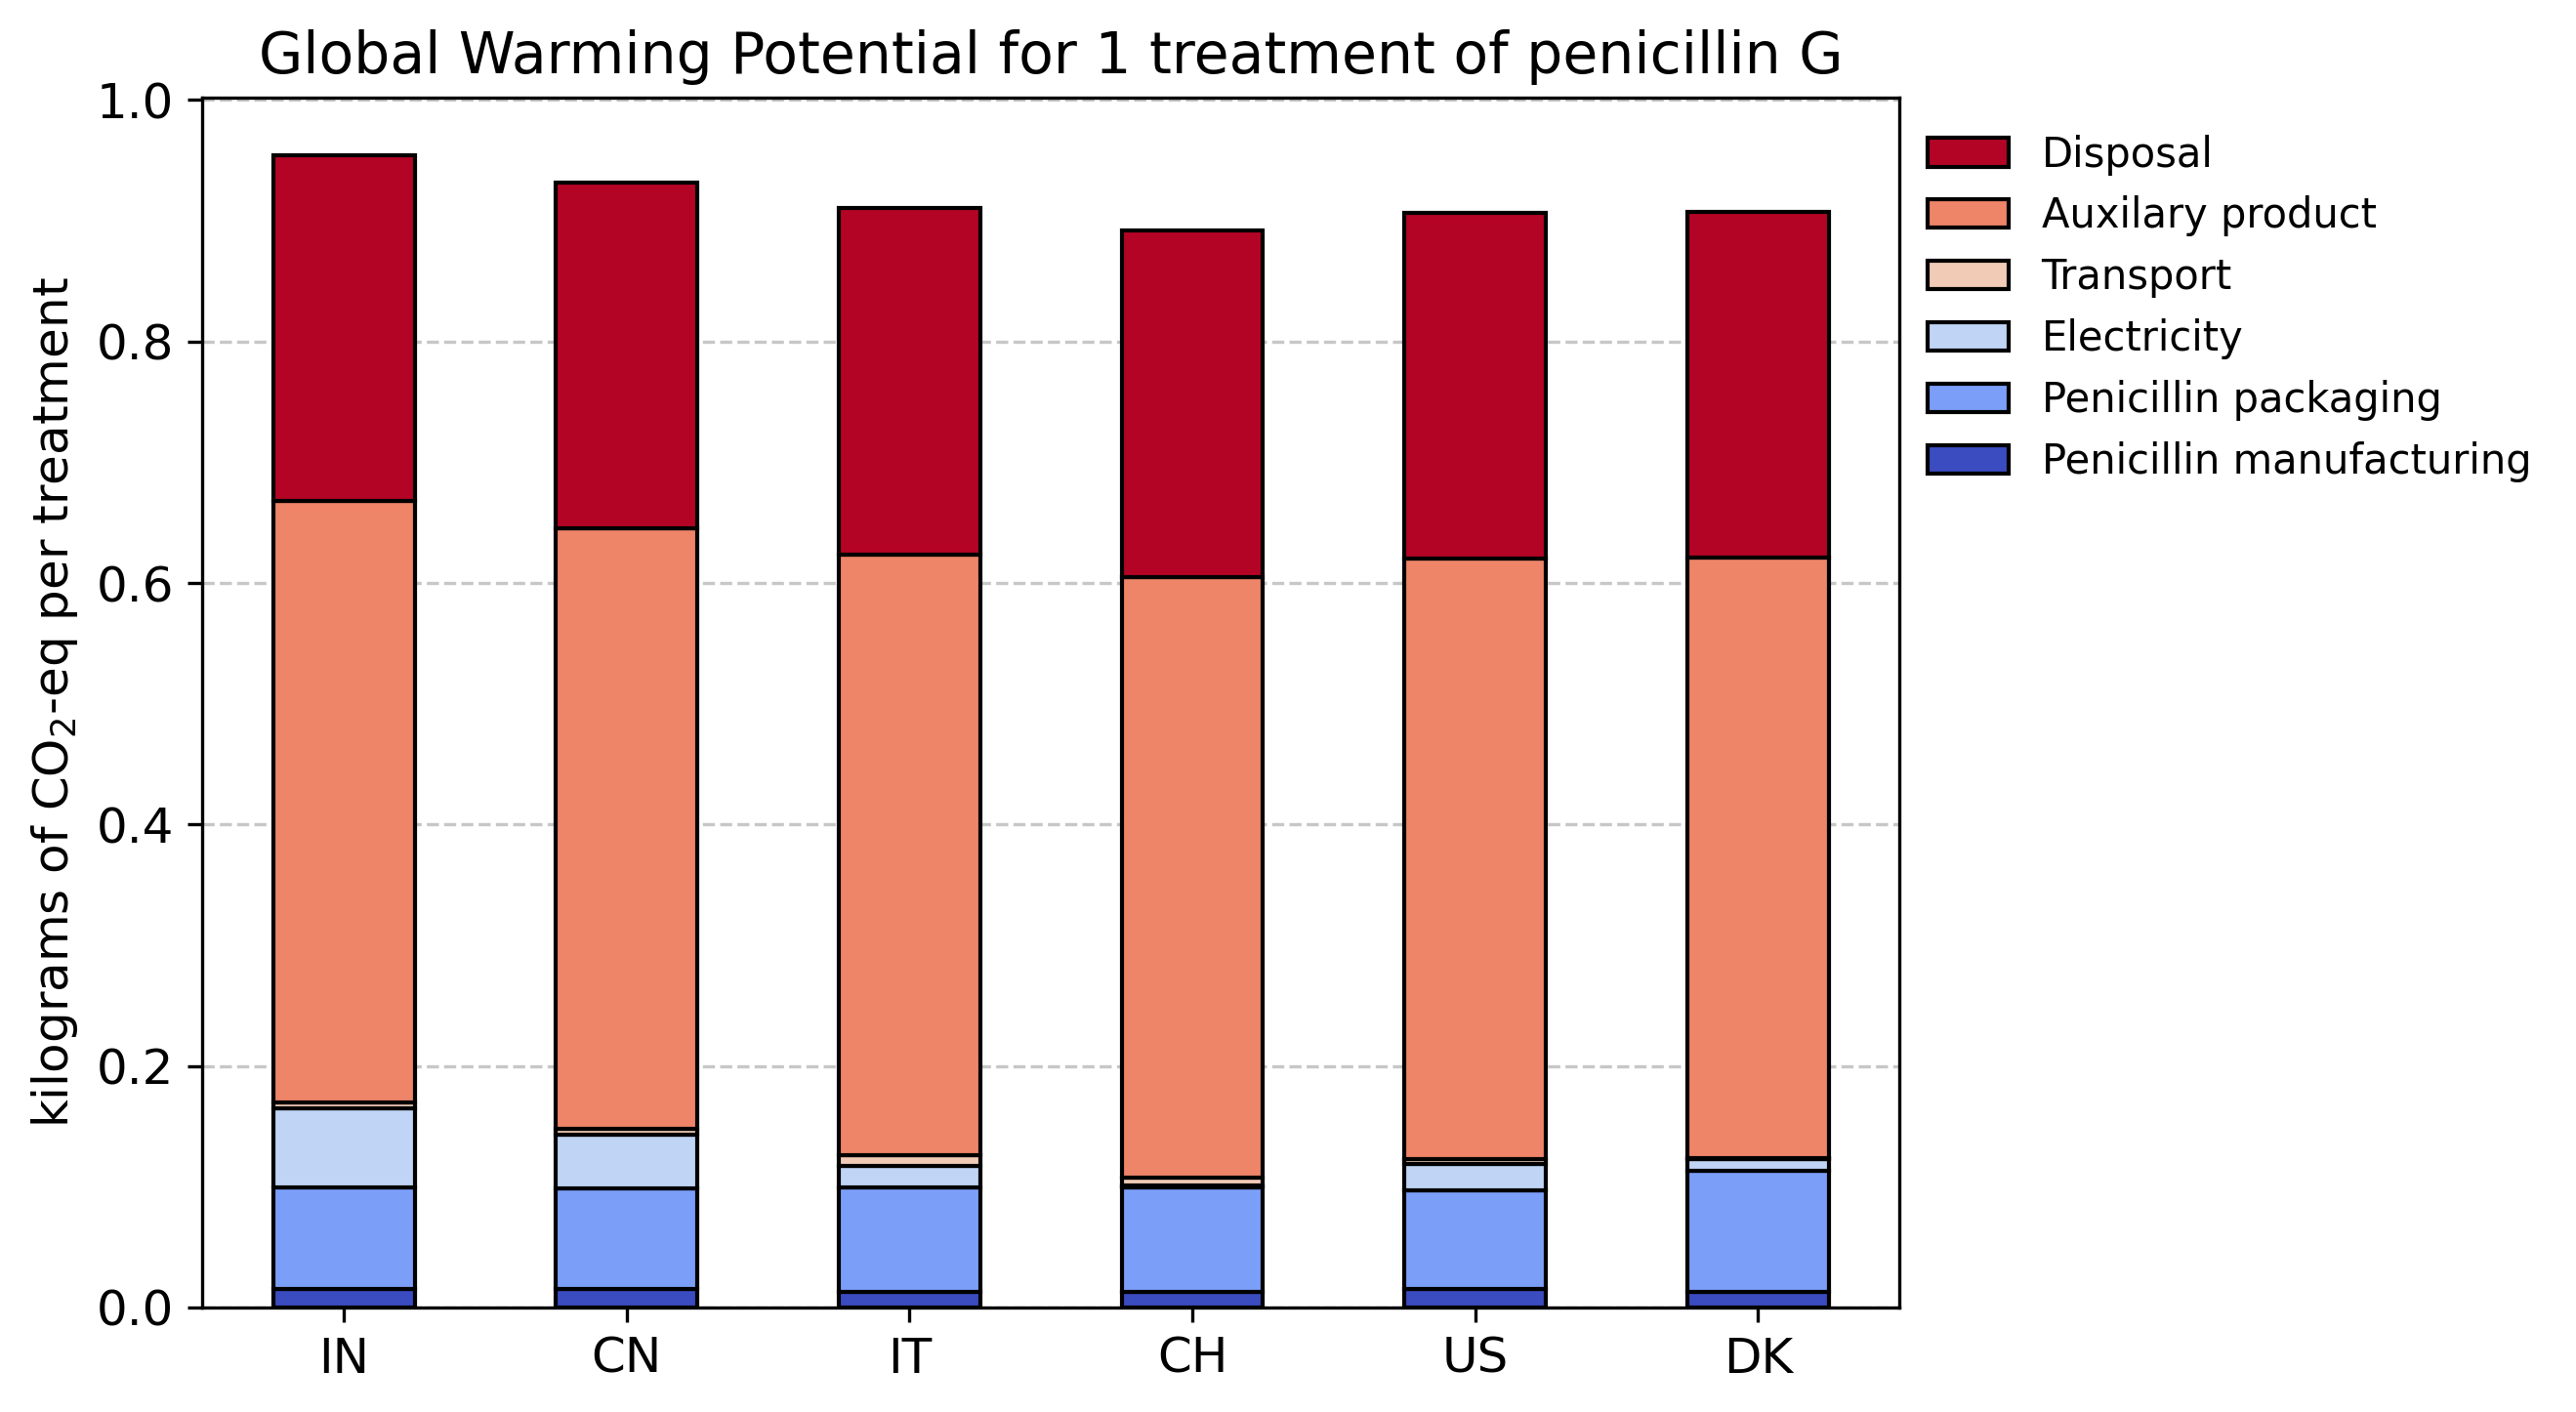 Global Warming Potential for 1 treatment of penicillin G
kilograms of CO₂-eq per treatment
1.0
0.8
0.6
0.4
0.2
0.0
IN CN IT CH US DK
Disposal
Auxilary product
Transport
Electricity
Penicillin packaging
Penicillin manufacturing